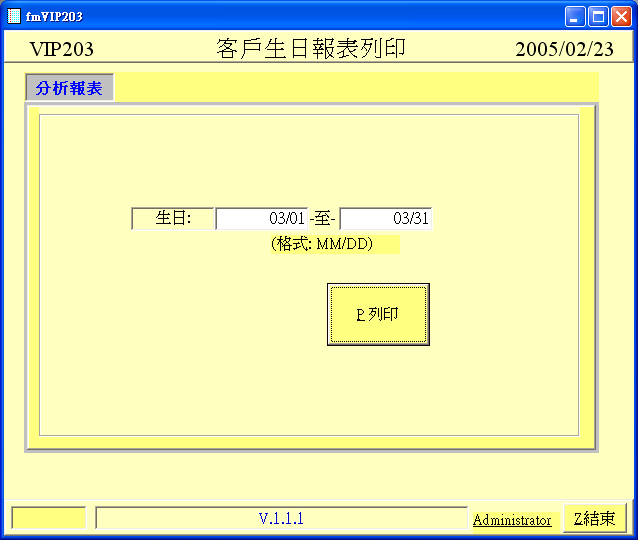 fmVIP203
VIP203 客戶生日報表列印 2005/02/23
分析報表
生日: 03/01 -至- 03/31
(格式: MM/DD)
P 列印
V.1.1.1 Administrator Z結束